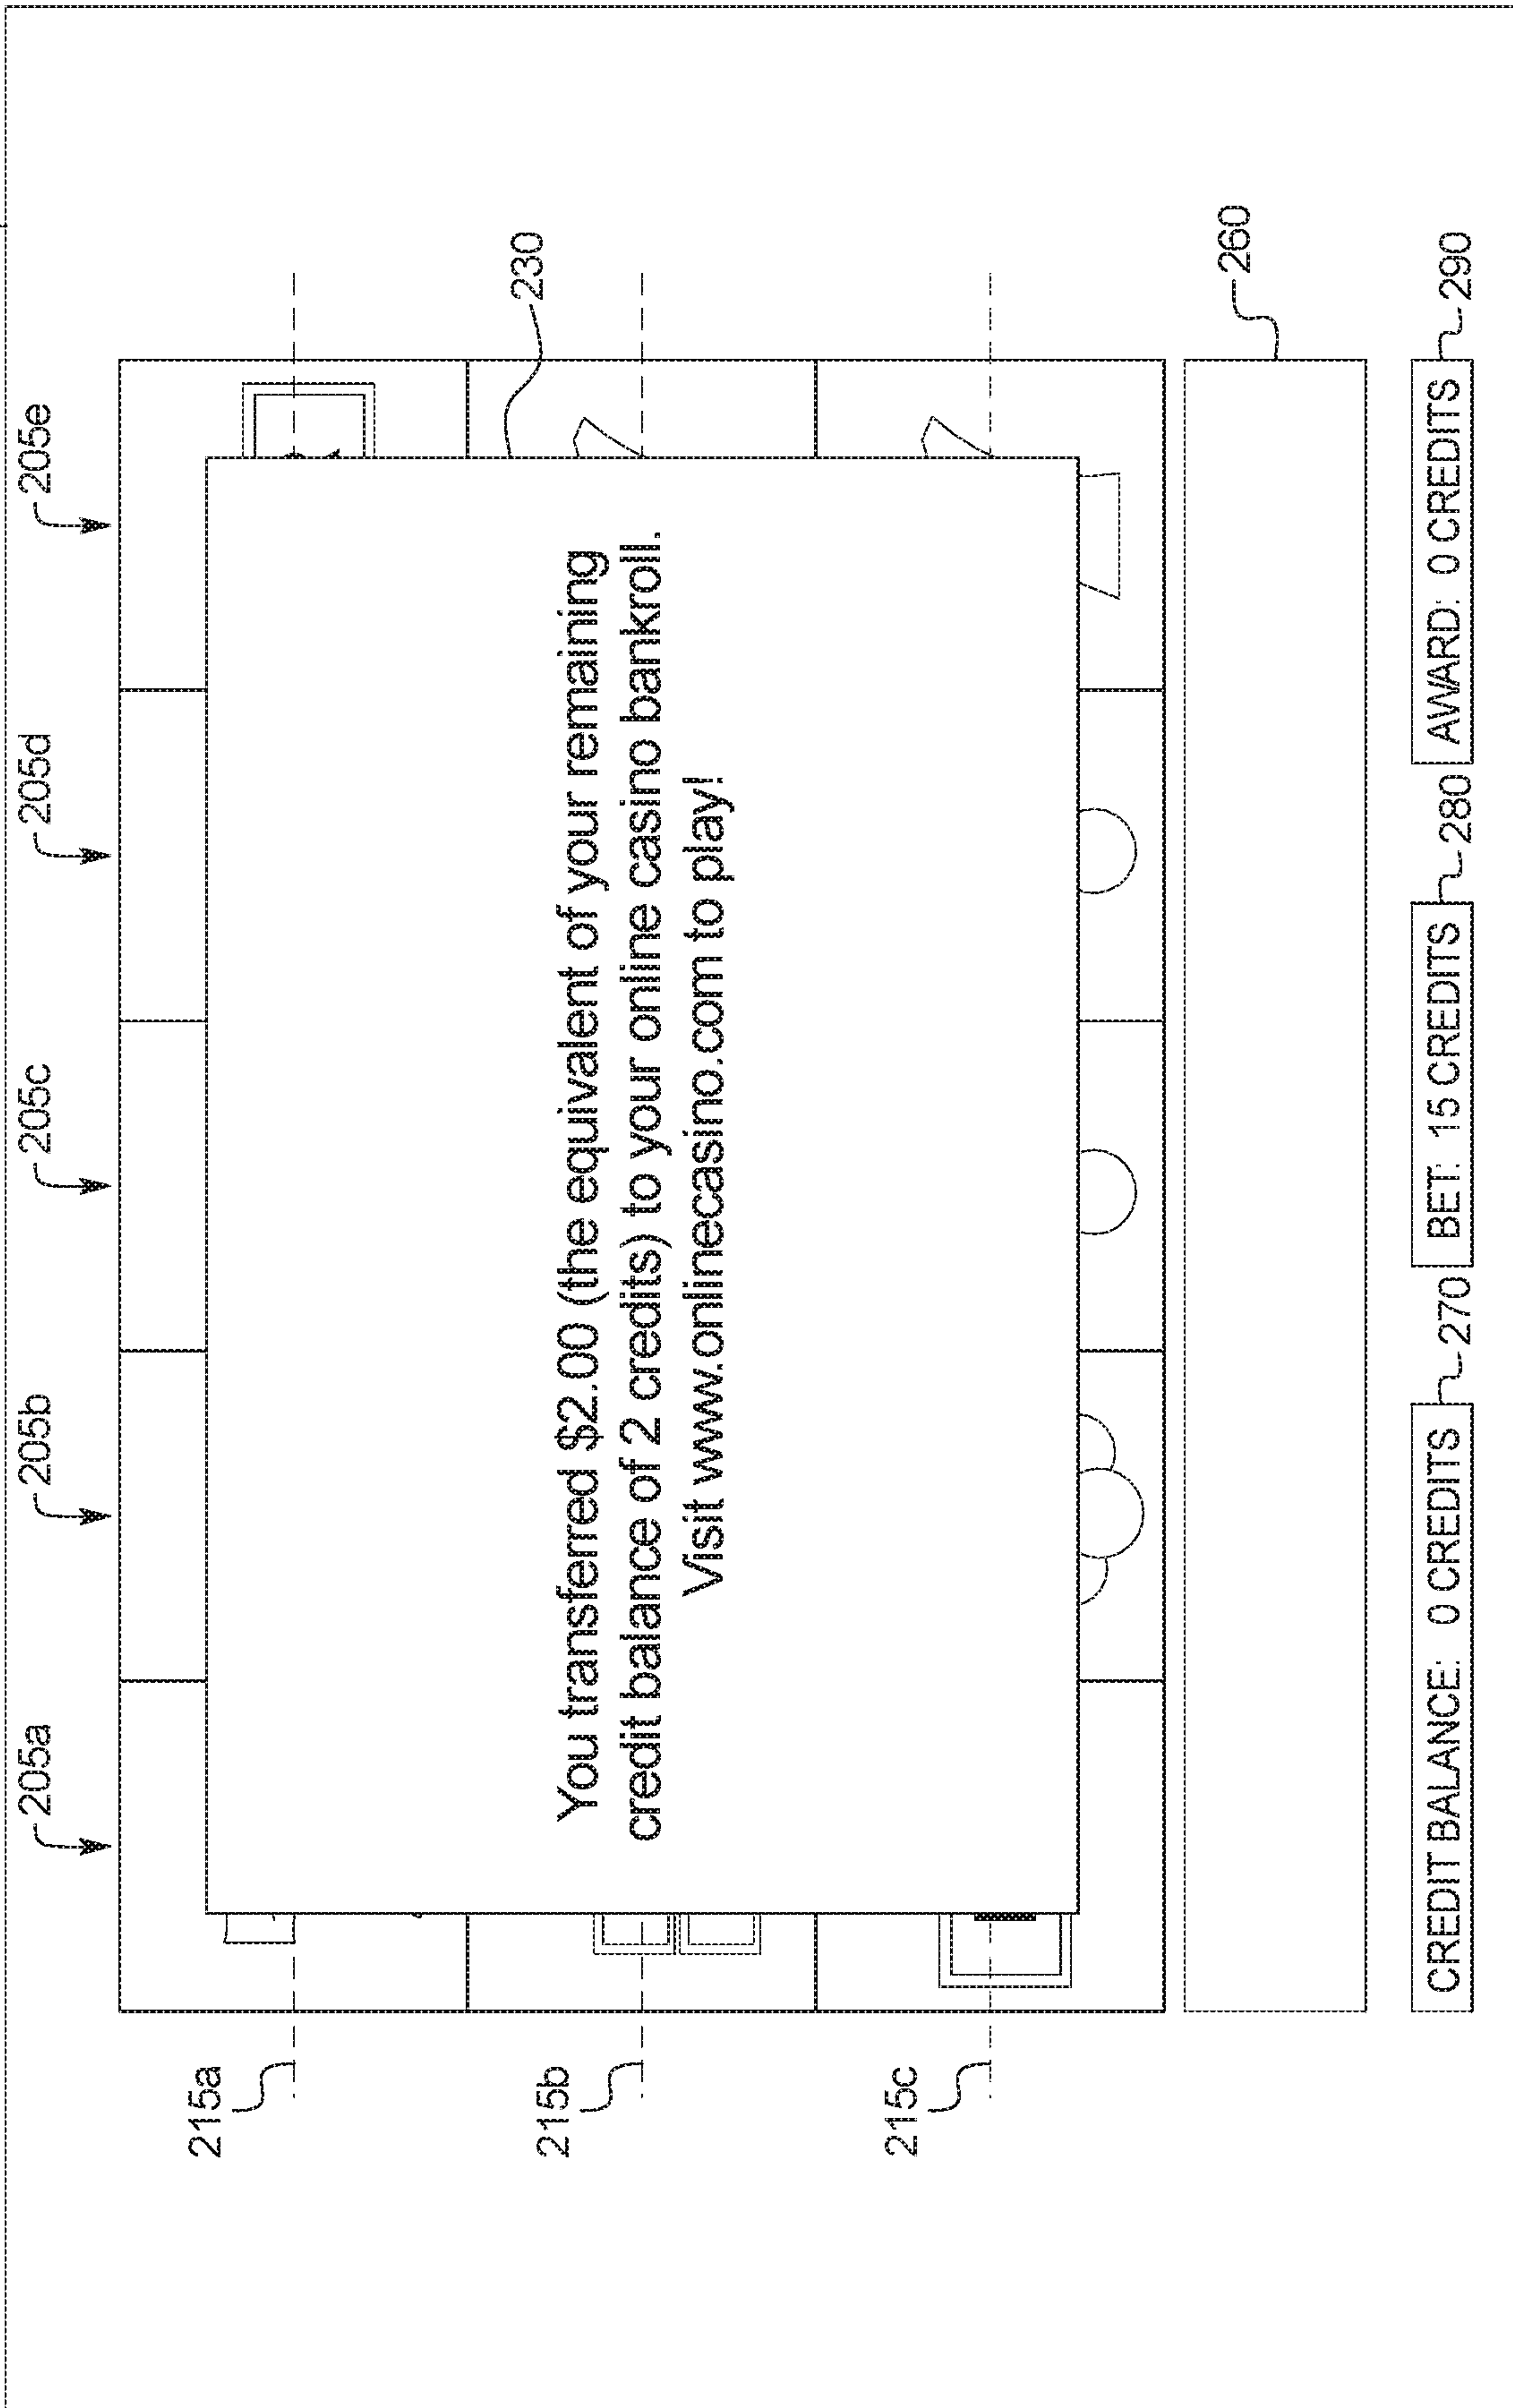 205a
205b
205c
205d
205e
215a
230
You transferred $2.00 (the equivalent of your remaining
credit balance of 2 credits) to your online casino bankroll.
Visit www.onlinecasino.com to play!
215b
215c
260
CREDIT BALANCE: 0 CREDITS
270
BET: 15 CREDITS
280
AWARD: 0 CREDITS
290